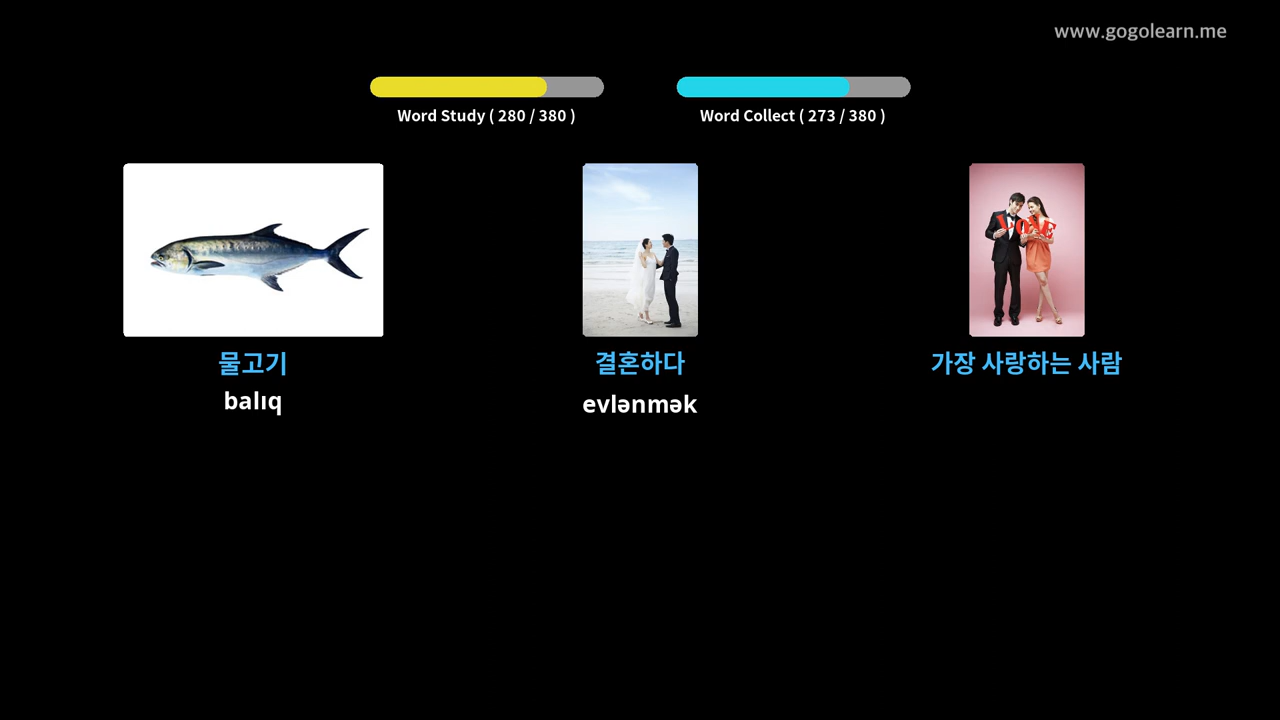 www.gogolearn.me
Word Study ( 280 / 380 )
Word Collect ( 273 / 380 )
LOVE
물고기
결혼하다
가장 사랑하는 사람
balıq
evlənmək